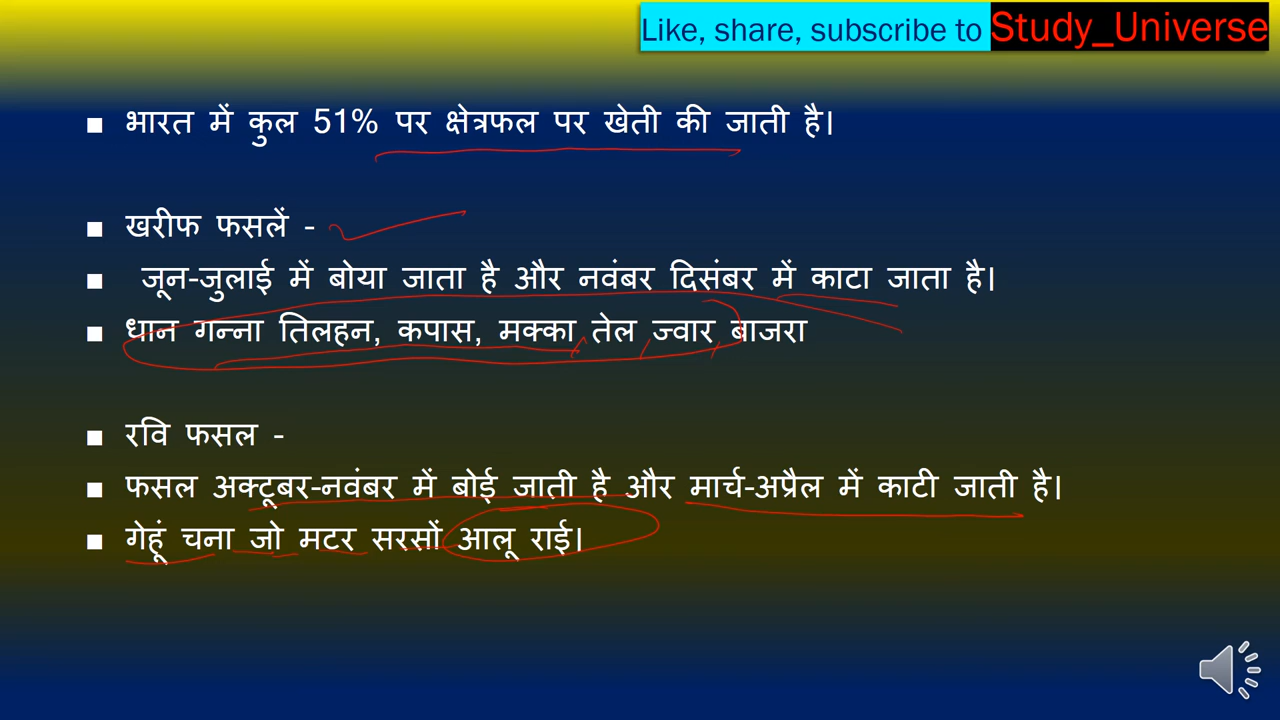 Like, share, subscribe to Study_Universe
▪ भारत में कुल 51% पर क्षेत्रफल पर खेती की जाती है।
▪ खरीफ फसलें -
▪ जून-जुलाई में बोया जाता है और नवंबर दिसंबर में काटा जाता है।
▪ धान गन्ना तिलहन, कपास, मक्का तेल ज्वार बाजरा
▪ रवि फसल -
▪ फसल अक्टूबर-नवंबर में बोई जाती है और मार्च-अप्रैल में काटी जाती है।
▪ गेहूं चना जो मटर सरसों आलू राई।